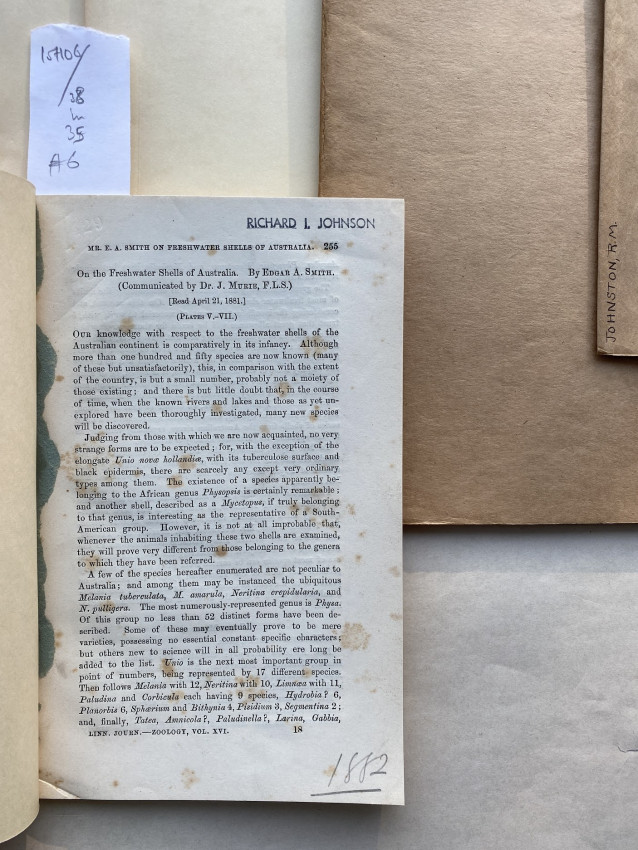 157106/
38
35
A6
RICHARD I. JOHNSON
MR. E. A. SMITH ON FRESHWATER SHELLS OF AUSTRALIA. 255
On the Freshwater Shells of Australia. By EDGAR A. SMITH.
(Communicated by Dr. J. MURIE, F.L.S.)
[Read April 21, 1881.]
(PLATES V.–VII.)
OUR knowledge with respect to the freshwater shells of the
Australian continent is comparatively in its infancy. Although
more than one hundred and fifty species are now known (many
of these but unsatisfactorily), this, in comparison with the extent
of the country, is but a small number, probably not a moiety of
those existing; and there is but little doubt that, in the course
of time, when the known rivers and lakes and those as yet un-
explored have been thoroughly investigated, many new species
will be discovered.
Judging from those with which we are now acquainted, no very
strange forms are to be expected; for, with the exception of the
elongate Unio novæ hollandiæ, with its tuberculose surface and
black epidermis, there are scarcely any except very ordinary
types among them. The existence of a species apparently be-
longing to the African genus Physopsis is certainly remarkable;
and another shell, described as a Mycetopus, if truly belonging
to that genus, is interesting as the representative of a South-
American group. However, it is not at all improbable that,
whenever the animals inhabiting these two shells are examined,
they will prove very different from those belonging to the genera
to which they have been referred.
A few of the species hereafter enumerated are not peculiar to
Australia; and among them may be instanced the ubiquitous
Melania tuberculata, M. amarula, Neritina crepidularia, and
N. pulligera. The most numerously-represented genus is Physa.
Of this group no less than 52 distinct forms have been de-
scribed. Some of these may eventually prove to be mere
varieties, possessing no essential constant specific characters;
but others new to science will in all probability ere long be
added to the list. Unio is the next most important group in
point of numbers, being represented by 17 different species.
Then follows Melania with 12, Neritina with 10, Limnæa with 11,
Paludina and Corbicula each having 9 species, Hydrobia? 6,
Planorbis 6, Sphærium and Bithynia 4, Pisidium 3, Segmentina 2;
and, finally, Tatea, Amnicola?, Paludinella?, Larina, Gabbia,
LINN. JOURN.—ZOOLOGY, VOL. XVI. 18
1882
JOHNSTON, R.M.